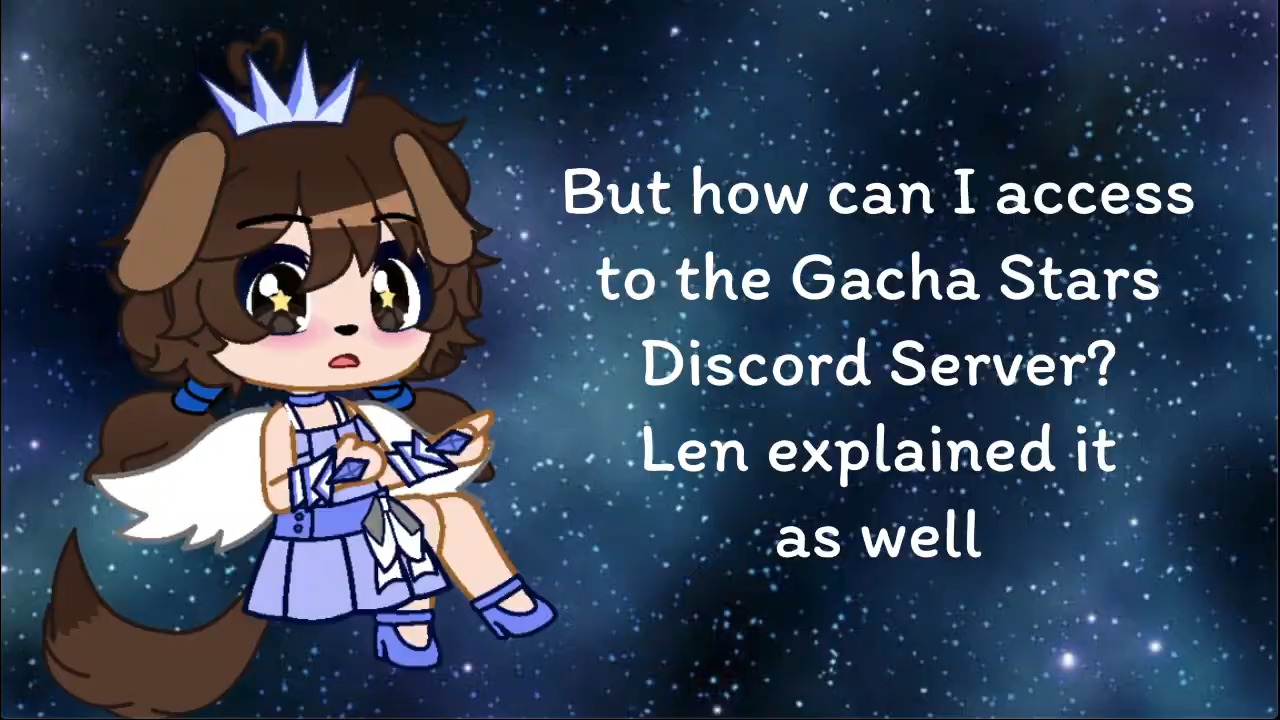 But how can I access
to the Gacha Stars
Discord Server?
Len explained it
as well